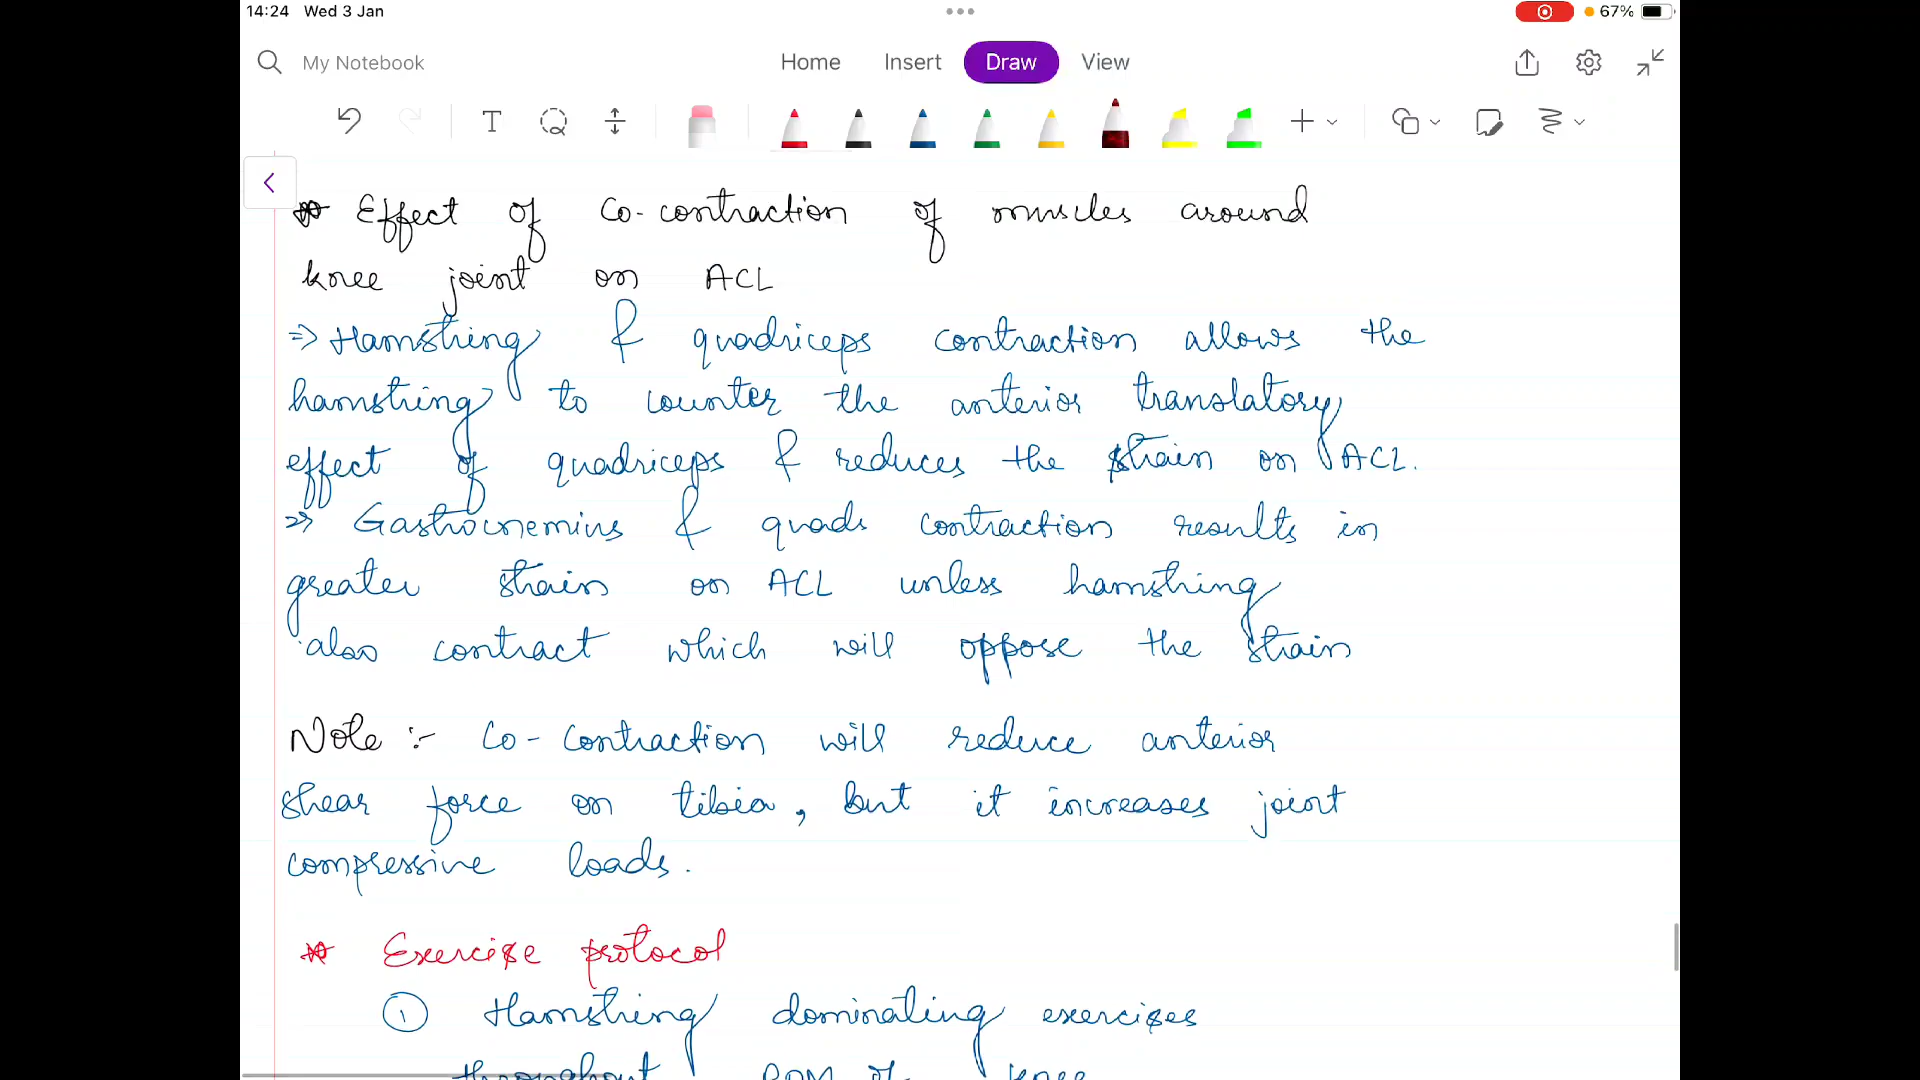 14:24 Wed 3 Jan
67%
My Notebook
Home Insert Draw View
T
Effect of Co-contraction of muscles around
knee joint on ACL
⇒ Hamstring & quadriceps contraction allows the
hamstring to counter the anterior translatory
effect of quadriceps & reduces the strain on ACL.
⇒ Gastrocnemius & quads contraction results in
greater strain on ACL unless hamstring
also contract which will oppose the strain
Note :- Co-contraction will reduce anterior
shear force on tibia, but it increases joint
compressive loads.
Exercise protocol
① Hamstring dominating exercises
throughout ROM of knee